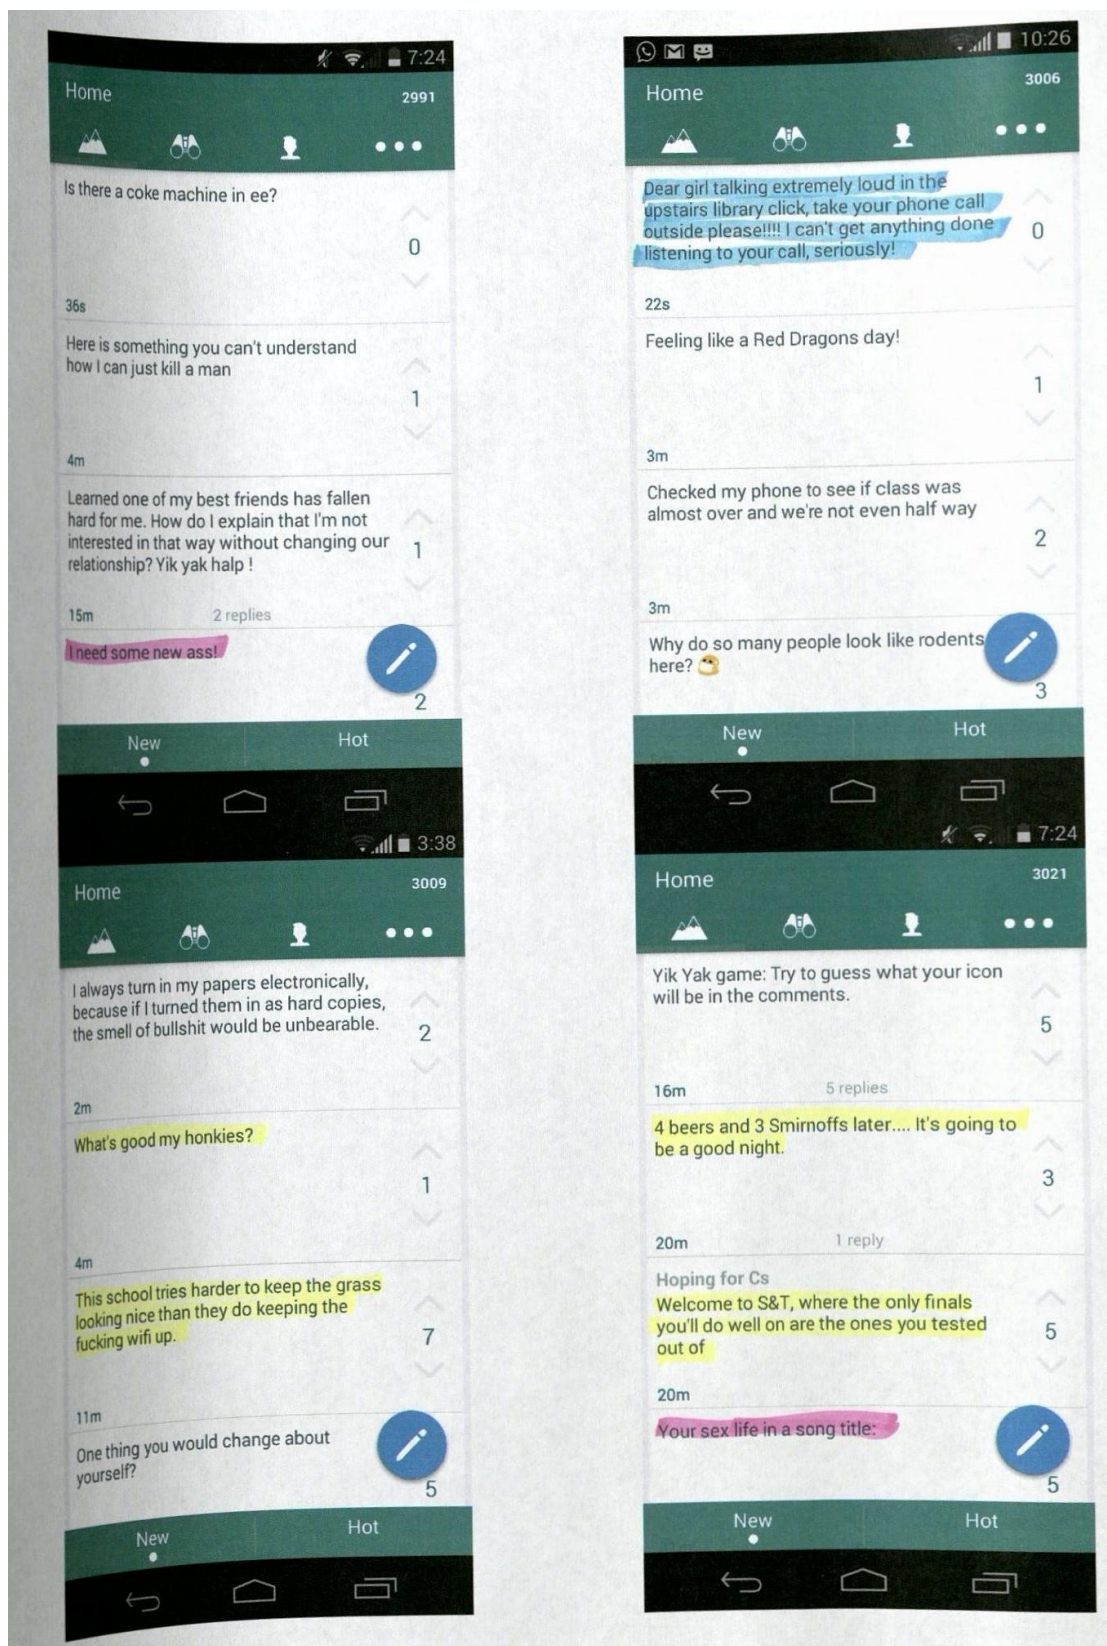 7:24
Home
2991
Is there a coke machine in ee?
0
36s
Here is something you can't understand
how I can just kill a man
1
4m
Learned one of my best friends has fallen
hard for me. How do I explain that I'm not
interested in that way without changing our
relationship? Yik yak halp !
1
15m 2 replies
I need some new ass!
2
New Hot
10:26
Home
3006
Dear girl talking extremely loud in the
upstairs library click, take your phone call
outside please!!!! I can't get anything done
listening to your call, seriously!
0
22s
Feeling like a Red Dragons day!
1
3m
Checked my phone to see if class was
almost over and we're not even half way
2
3m
Why do so many people look like rodents
here?
3
New Hot
3:38
Home
3009
I always turn in my papers electronically,
because if I turned them in as hard copies,
the smell of bullshit would be unbearable.
2
2m
What's good my honkies?
1
4m
This school tries harder to keep the grass
looking nice than they do keeping the
fucking wifi up.
7
11m
One thing you would change about
yourself?
5
New Hot
7:24
Home
3021
Yik Yak game: Try to guess what your icon
will be in the comments.
5
16m 5 replies
4 beers and 3 Smirnoffs later.... It's going to
be a good night.
3
20m 1 reply
Hoping for Cs
Welcome to S&T, where the only finals
you'll do well on are the ones you tested
out of
5
20m
Your sex life in a song title:
5
New Hot